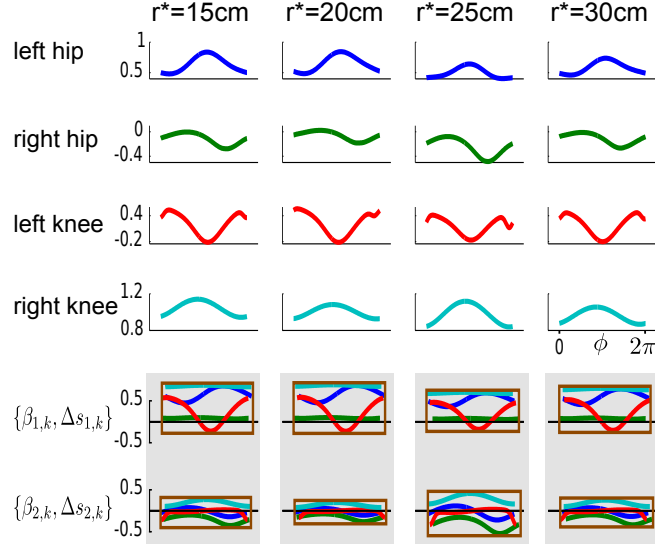 r*=15cm r*=20cm r*=25cm r*=30cm
left hip
1
0.5
right hip
0
-0.4
left knee
0.4
-0.2
right knee
1.2
0.8
0 ϕ 2π
{β1,k, Δs1,k}
0.5
-0.5
{β2,k, Δs2,k}
0.5
-0.5